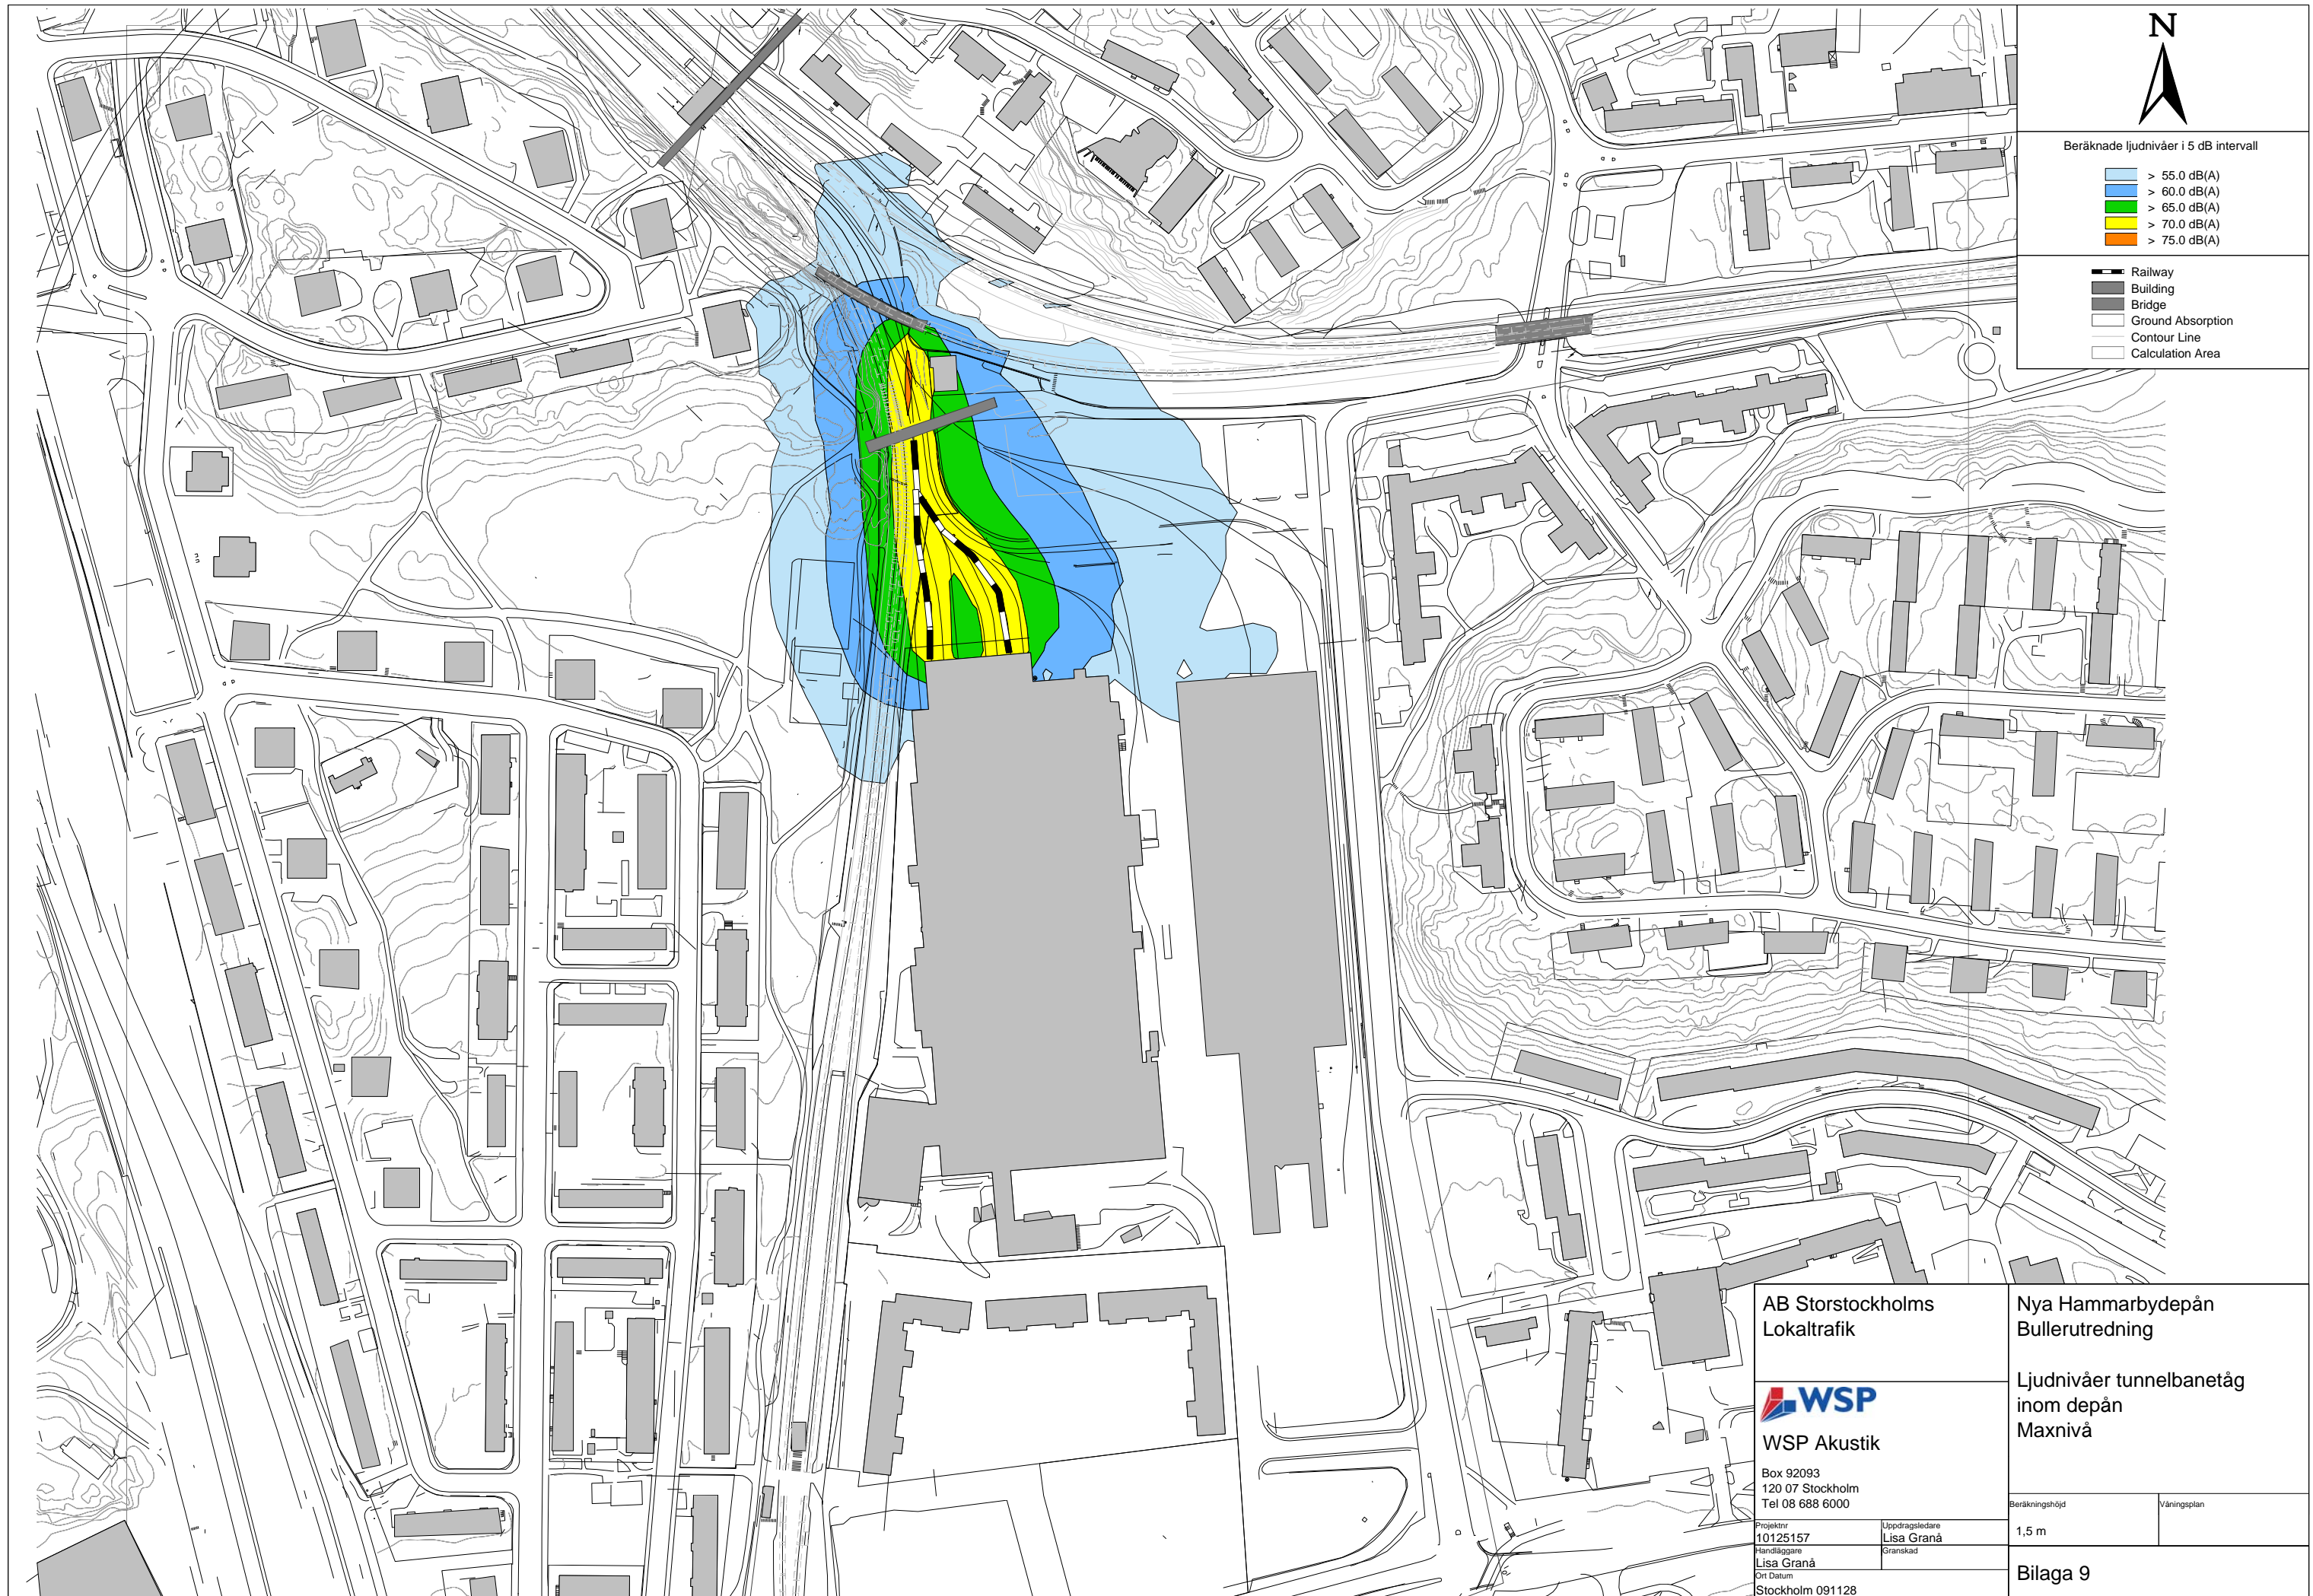 N
Beräknade ljudnivåer i 5 dB intervall
> 55.0 dB(A)
> 60.0 dB(A)
> 65.0 dB(A)
> 70.0 dB(A)
> 75.0 dB(A)
Railway
Building
Bridge
Ground Absorption
Contour Line
Calculation Area
AB Storstockholms
Lokaltrafik
WSP
WSP Akustik
Box 92093
120 07 Stockholm
Tel 08 688 6000
Projektnr
10125157
Uppdragsledare
Lisa Granå
Handläggare
Lisa Granå
Granskad
Ort Datum
Stockholm 091128
Nya Hammarbydepån
Bullerutredning
Ljudnivåer tunnelbanetåg
inom depån
Maxnivå
Beräkningshöjd
1,5 m
Våningsplan
Bilaga 9